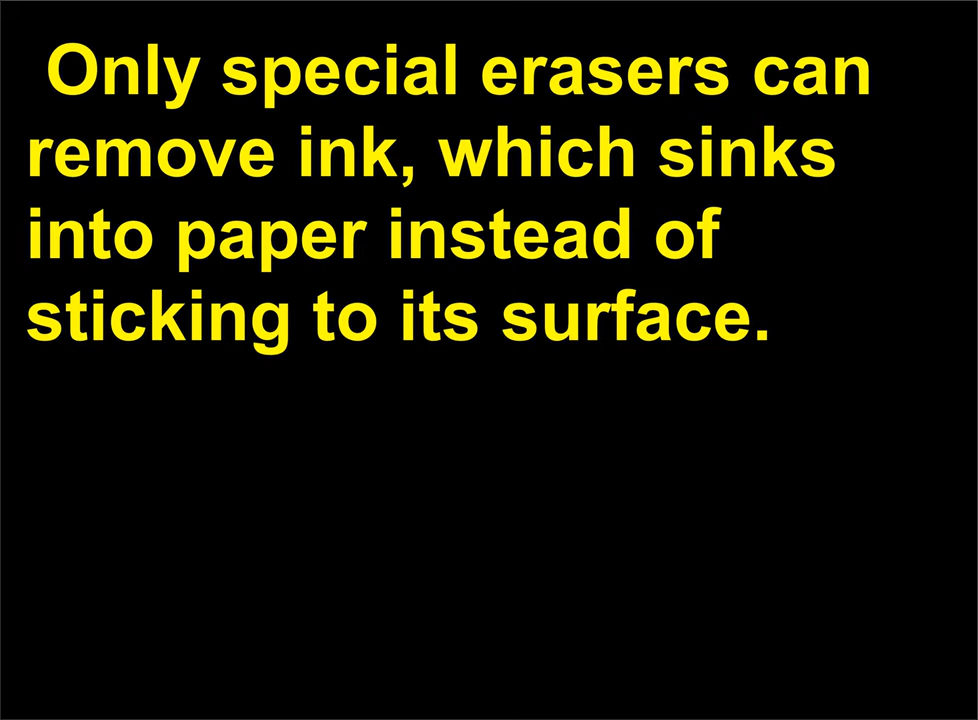 Only special erasers can
remove ink, which sinks
into paper instead of
sticking to its surface.